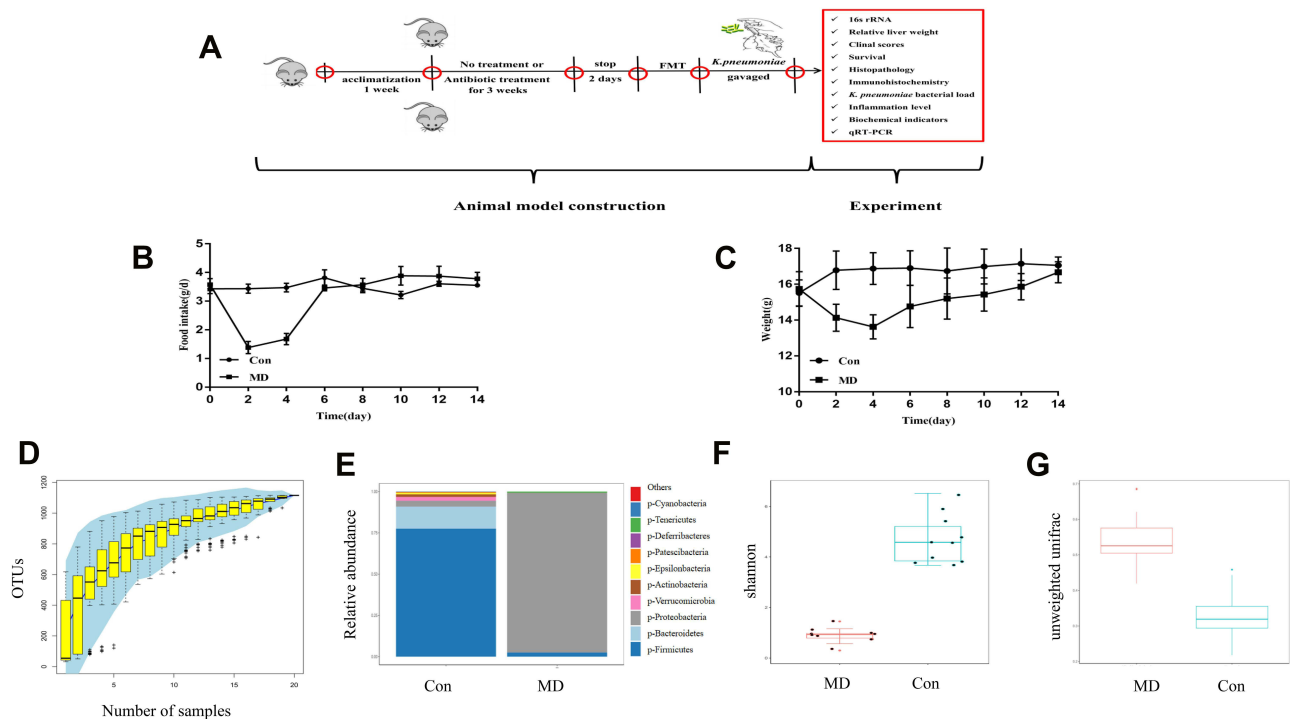 A
acclimatization
1 week
No treatment or
Antibiotic treatment
for 3 weeks
stop
2 days
FMT
K.pneumoniae
gavaged
✓ 16s rRNA
✓ Relative liver weight
✓ Clinal scores
✓ Survival
✓ Histopathology
✓ Immunohistochemistry
✓ K. pneumoniae bacterial load
✓ Inflammation level
✓ Biochemical indicators
✓ qRT-PCR
Animal model construction
Experiment
B
Food intake(g/d)
5
4
3
2
1
0
Con
MD
0 2 4 6 8 10 12 14
Time(day)
C
Weight(g)
18
16
14
12
10
Con
MD
0 2 4 6 8 10 12 14
Time(day)
D
OTUs
1200
1000
800
600
400
200
0
5 10 15 20
Number of samples
E
Relative abundance
Con MD
Others
p-Cyanobacteria
p-Tenericutes
p-Deferribacteres
p-Patescibacteria
p-Epsilonbacteria
p-Actinobacteria
p-Verrucomicrobia
p-Proteobacteria
p-Bacteroidetes
p-Firmicutes
F
shannon
6
4
2
0
MD Con
G
unweighted unifrac
MD Con